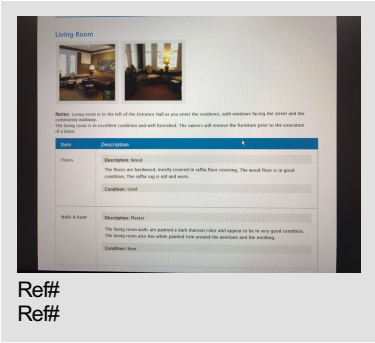 Living Room
Notes: Living room is to the left of the Entrance Hall as you enter the residence, with windows facing the street and the
community walkway.
The living room is in excellent condition and well furnished. The owners will remove the furniture prior to the execution
of a lease.
Item Description
Floors Description: Wood
The floors are hardwood, mostly covered in raffia floor covering. The wood floor is in good
condition, The raffia rug is old and worn.
Condition: Used
Walls & Paint Description: Plaster
The living room walls are painted a dark maroon color and appear to be in very good condition.
The living room also has white painted trim around the windows and the molding.
Condition: New
Ref#
Ref#